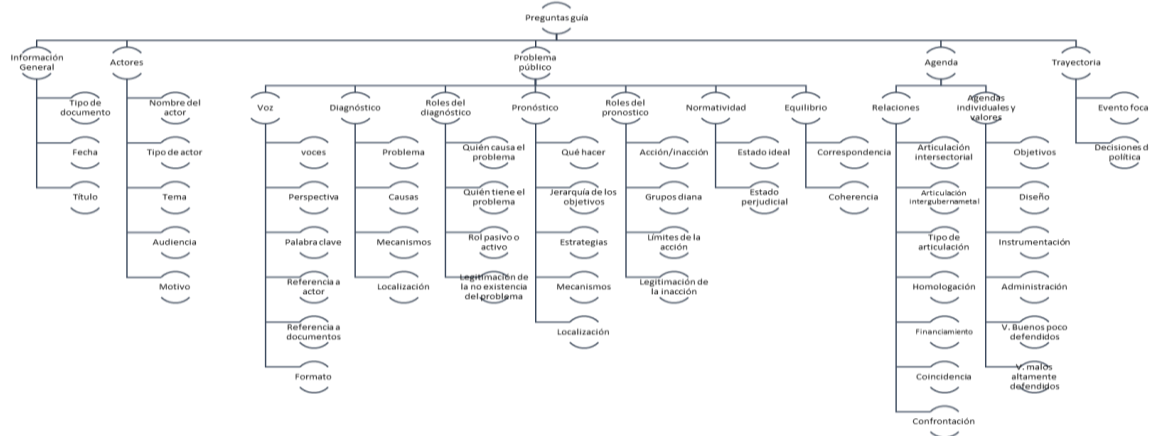 Preguntas guía
Información
General
Actores
Problema
público
Agenda
Trayectoria
Tipo de
documento
Fecha
Título
Nombre del
actor
Tipo de actor
Tema
Audiencia
Motivo
Voz
voces
Perspectiva
Palabra clave
Referencia a
actor
Referencia a
documentos
Formato
Diagnóstico
Problema
Causas
Mecanismos
Localización
Roles del
diagnóstico
Quién causa el
problema
Quién tiene el
problema
Rol pasivo o
activo
Legitimación de
la no existencia
del problema
Pronóstico
Qué hacer
Jerarquía de los
objetivos
Estrategias
Mecanismos
Localización
Roles del
pronostico
Acción/inacción
Grupos diana
Límites de la
acción
Legitimación de
la inacción
Normatividad
Estado ideal
Estado
perjudicial
Equilibrio
Correspondencia
Coherencia
Relaciones
Articulación
intersectorial
Articulación
intergubernametal
Tipo de
articulación
Homologación
Financiamiento
Coincidencia
Confrontación
Agendas
individuales y
valores
Objetivos
Diseño
Instrumentación
Administración
V. Buenos poco
defendidos
V. malos
altamente
defendidos
Evento foca
Decisiones d
política